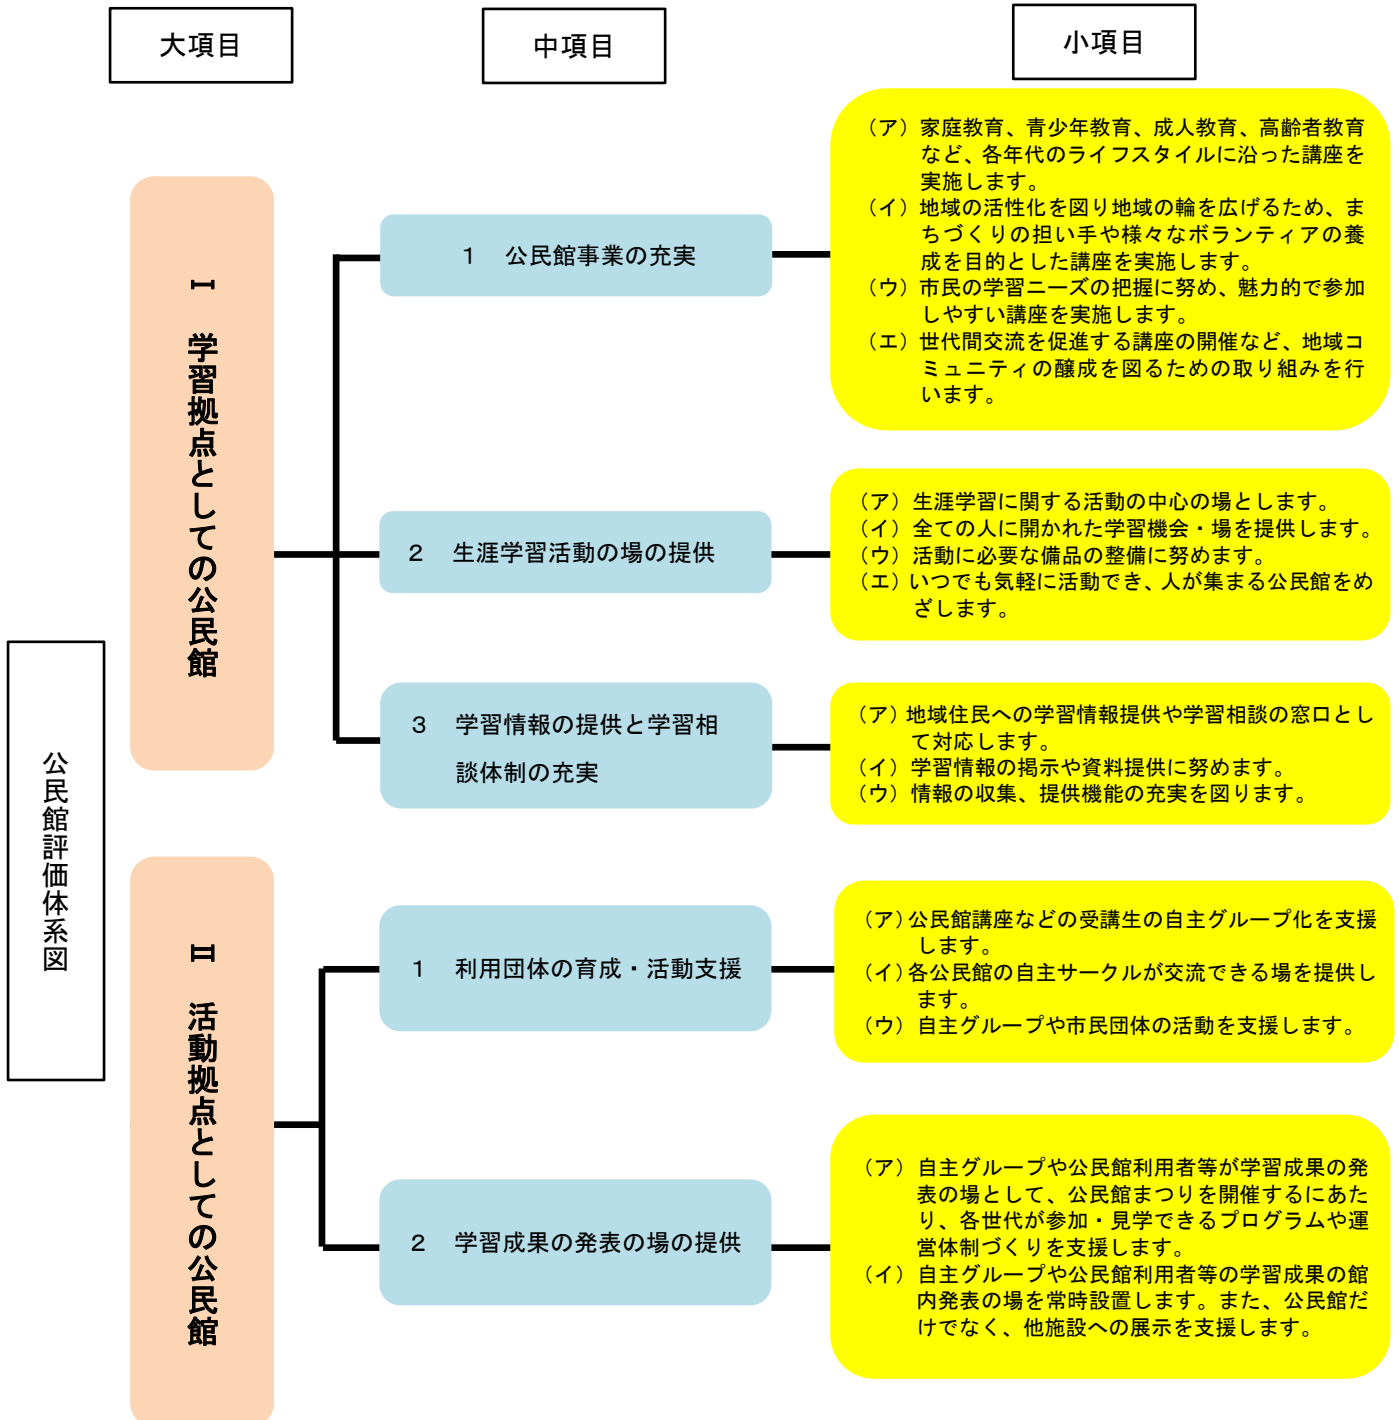 大項目
中項目
小項目
公民館評価体系図
Ⅰ 学習拠点としての公民館
1 公民館事業の充実
（ア）家庭教育、青少年教育、成人教育、高齢者教育
など、各年代のライフスタイルに沿った講座を
実施します。
（イ）地域の活性化を図り地域の輪を広げるため、ま
ちづくりの担い手や様々なボランティアの養
成を目的とした講座を実施します。
（ウ）市民の学習ニーズの把握に努め、魅力的で参加
しやすい講座を実施します。
（エ）世代間交流を促進する講座の開催など、地域コ
ミュニティの醸成を図るための取り組みを行
います。
2 生涯学習活動の場の提供
（ア）生涯学習に関する活動の中心の場とします。
（イ）全ての人に開かれた学習機会・場を提供します。
（ウ）活動に必要な備品の整備に努めます。
（エ）いつでも気軽に活動でき、人が集まる公民館をめ
ざします。
3 学習情報の提供と学習相
談体制の充実
（ア）地域住民への学習情報提供や学習相談の窓口とし
て対応します。
（イ）学習情報の掲示や資料提供に努めます。
（ウ）情報の収集、提供機能の充実を図ります。
Ⅱ 活動拠点としての公民館
1 利用団体の育成・活動支援
（ア）公民館講座などの受講生の自主グループ化を支援
します。
（イ）各公民館の自主サークルが交流できる場を提供し
ます。
（ウ）自主グループや市民団体の活動を支援します。
2 学習成果の発表の場の提供
（ア）自主グループや公民館利用者等が学習成果の発
表の場として、公民館まつりを開催するにあた
り、各世代が参加・見学できるプログラムや運
営体制づくりを支援します。
（イ）自主グループや公民館利用者等の学習成果の館
内発表の場を常時設置します。また、公民館だ
けでなく、他施設への展示を支援します。